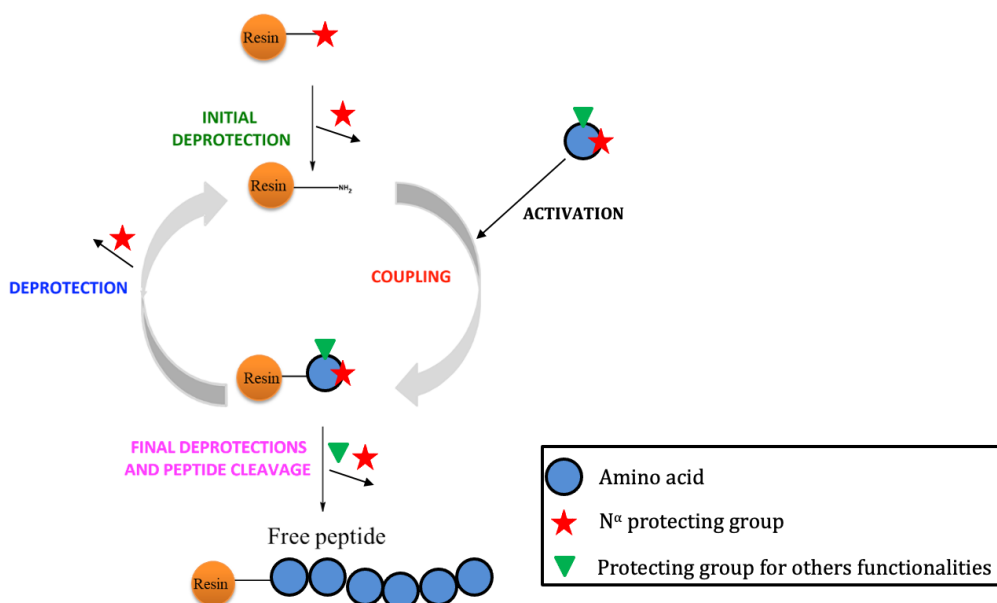 Resin
INITIAL
DEPROTECTION
Resin
NH₂
ACTIVATION
DEPROTECTION
COUPLING
Resin
FINAL DEPROTECTIONS
AND PEPTIDE CLEAVAGE
Free peptide
Resin
Amino acid
Nᵅ protecting group
Protecting group for others functionalities